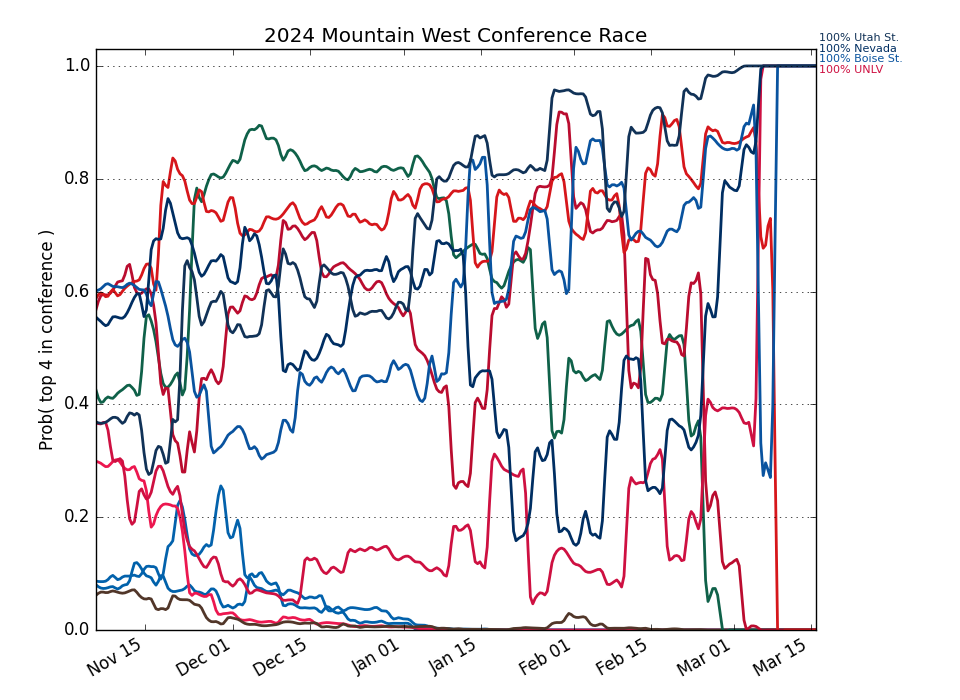 2024 Mountain West Conference Race
100% Utah St.
100% Nevada
100% Boise St.
100% UNLV
Prob( top 4 in conference )
1.0
0.8
0.6
0.4
0.2
0.0
Nov 15
Dec 01
Dec 15
Jan 01
Jan 15
Feb 01
Feb 15
Mar 01
Mar 15